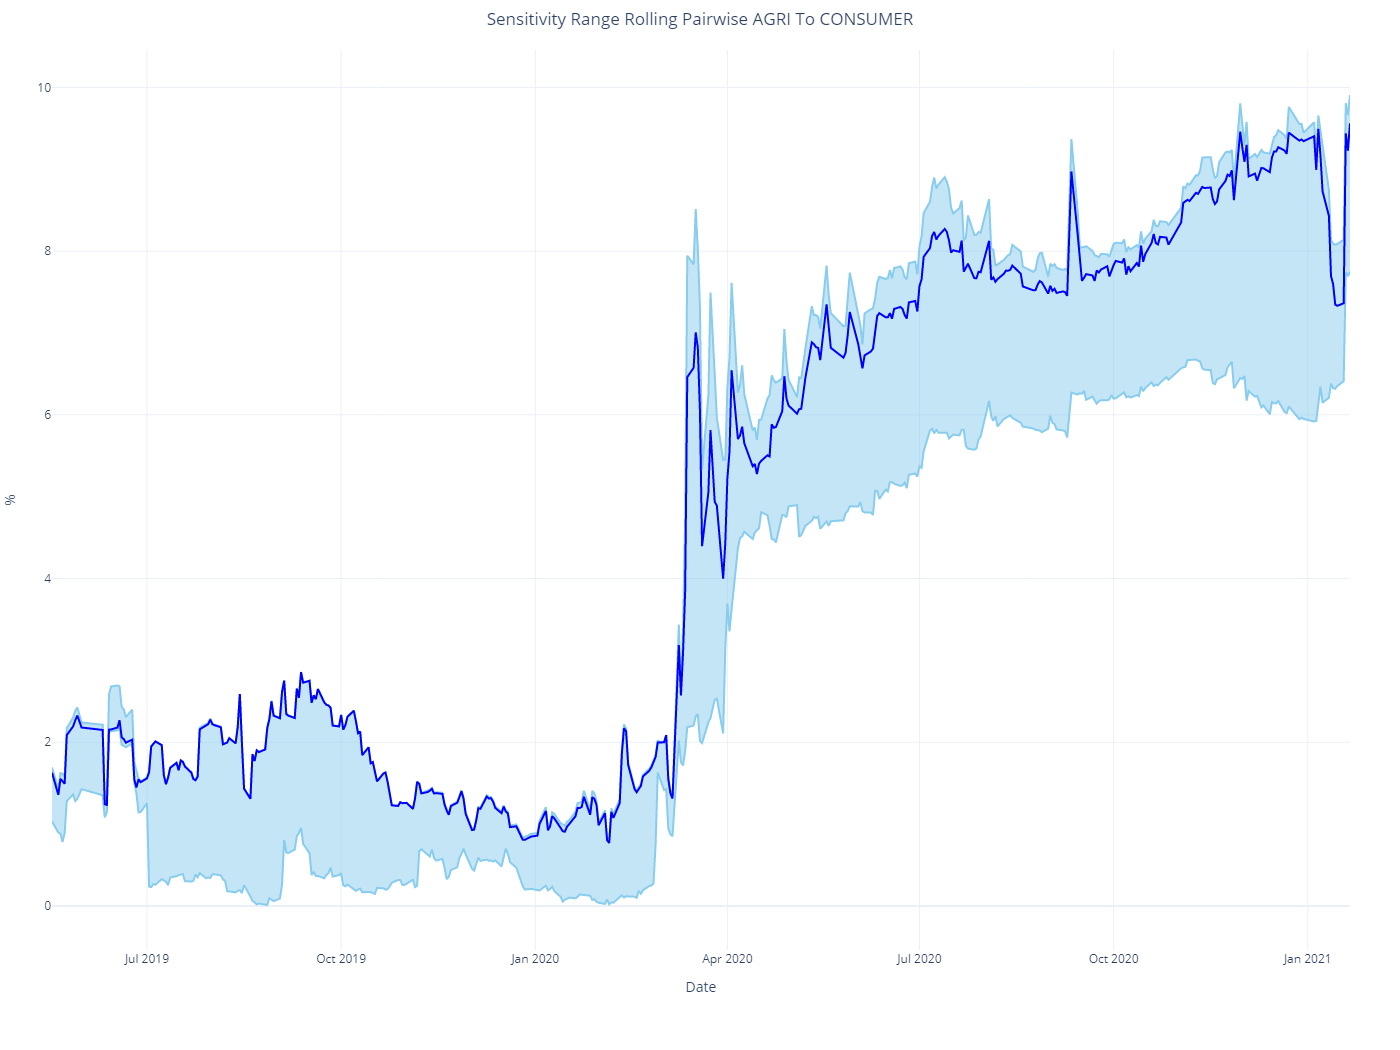 Sensitivity Range Rolling Pairwise AGRI To CONSUMER
10
8
6
4
2
0
%
Jul 2019
Oct 2019
Jan 2020
Apr 2020
Jul 2020
Oct 2020
Jan 2021
Date